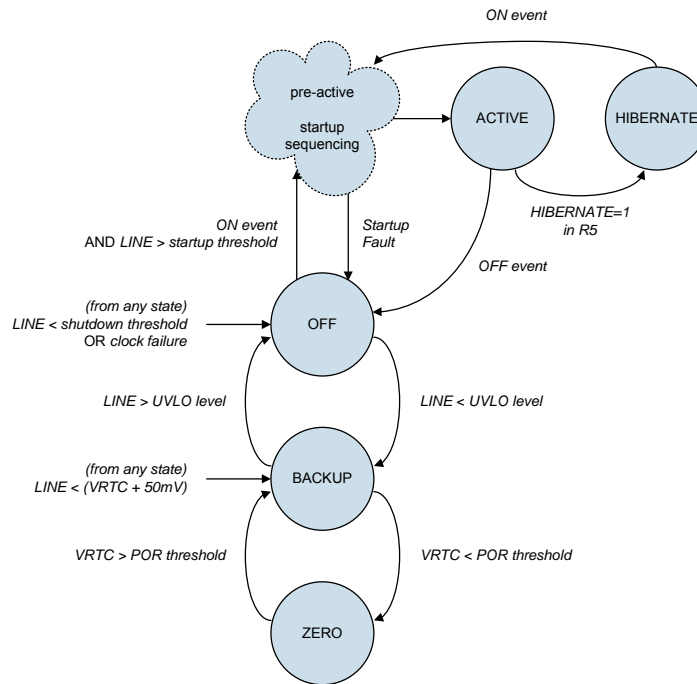 ON event
pre-active
startup
sequencing
ACTIVE
HIBERNATE
HIBERNATE=1
in R5
ON event
AND LINE > startup threshold
Startup
Fault
OFF event
(from any state)
LINE < shutdown threshold
OR clock failure
OFF
LINE > UVLO level
LINE < UVLO level
(from any state)
LINE < (VRTC + 50mV)
BACKUP
VRTC > POR threshold
VRTC < POR threshold
ZERO